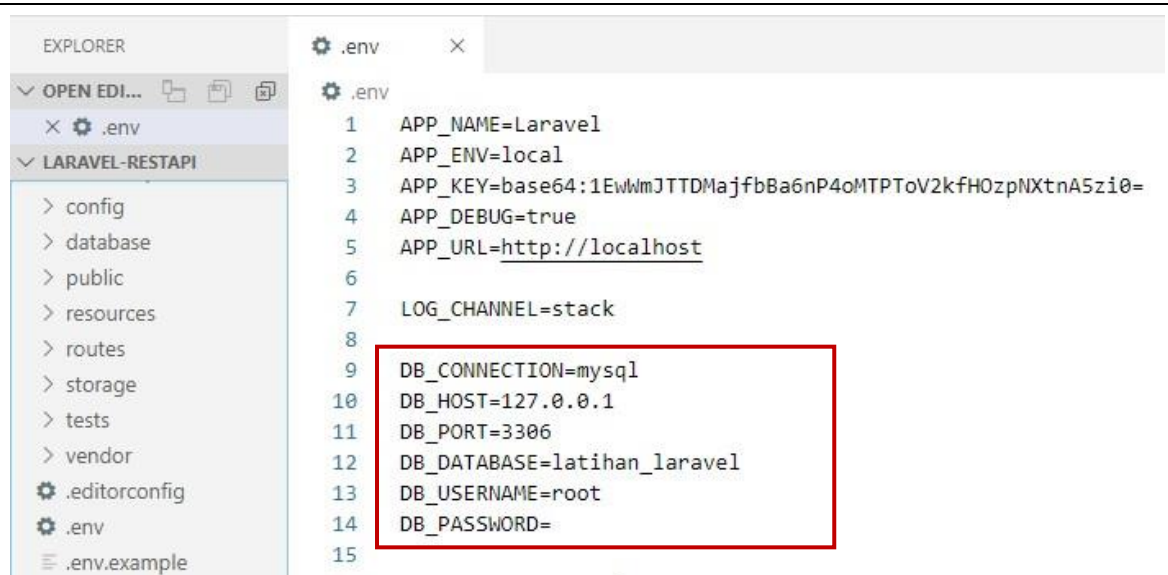 EXPLORER
OPEN EDI...
.env
LARAVEL-RESTAPI
config
database
public
resources
routes
storage
tests
vendor
.editorconfig
.env
.env.example
.env
.env
1 APP_NAME=Laravel
2 APP_ENV=local
3 APP_KEY=base64:1EwWmJTTDMajfbBa6nP4oMTPToV2kfHOzpNXtnA5zi0=
4 APP_DEBUG=true
5 APP_URL=http://localhost
6
7 LOG_CHANNEL=stack
8
9 DB_CONNECTION=mysql
10 DB_HOST=127.0.0.1
11 DB_PORT=3306
12 DB_DATABASE=latihan_laravel
13 DB_USERNAME=root
14 DB_PASSWORD=
15